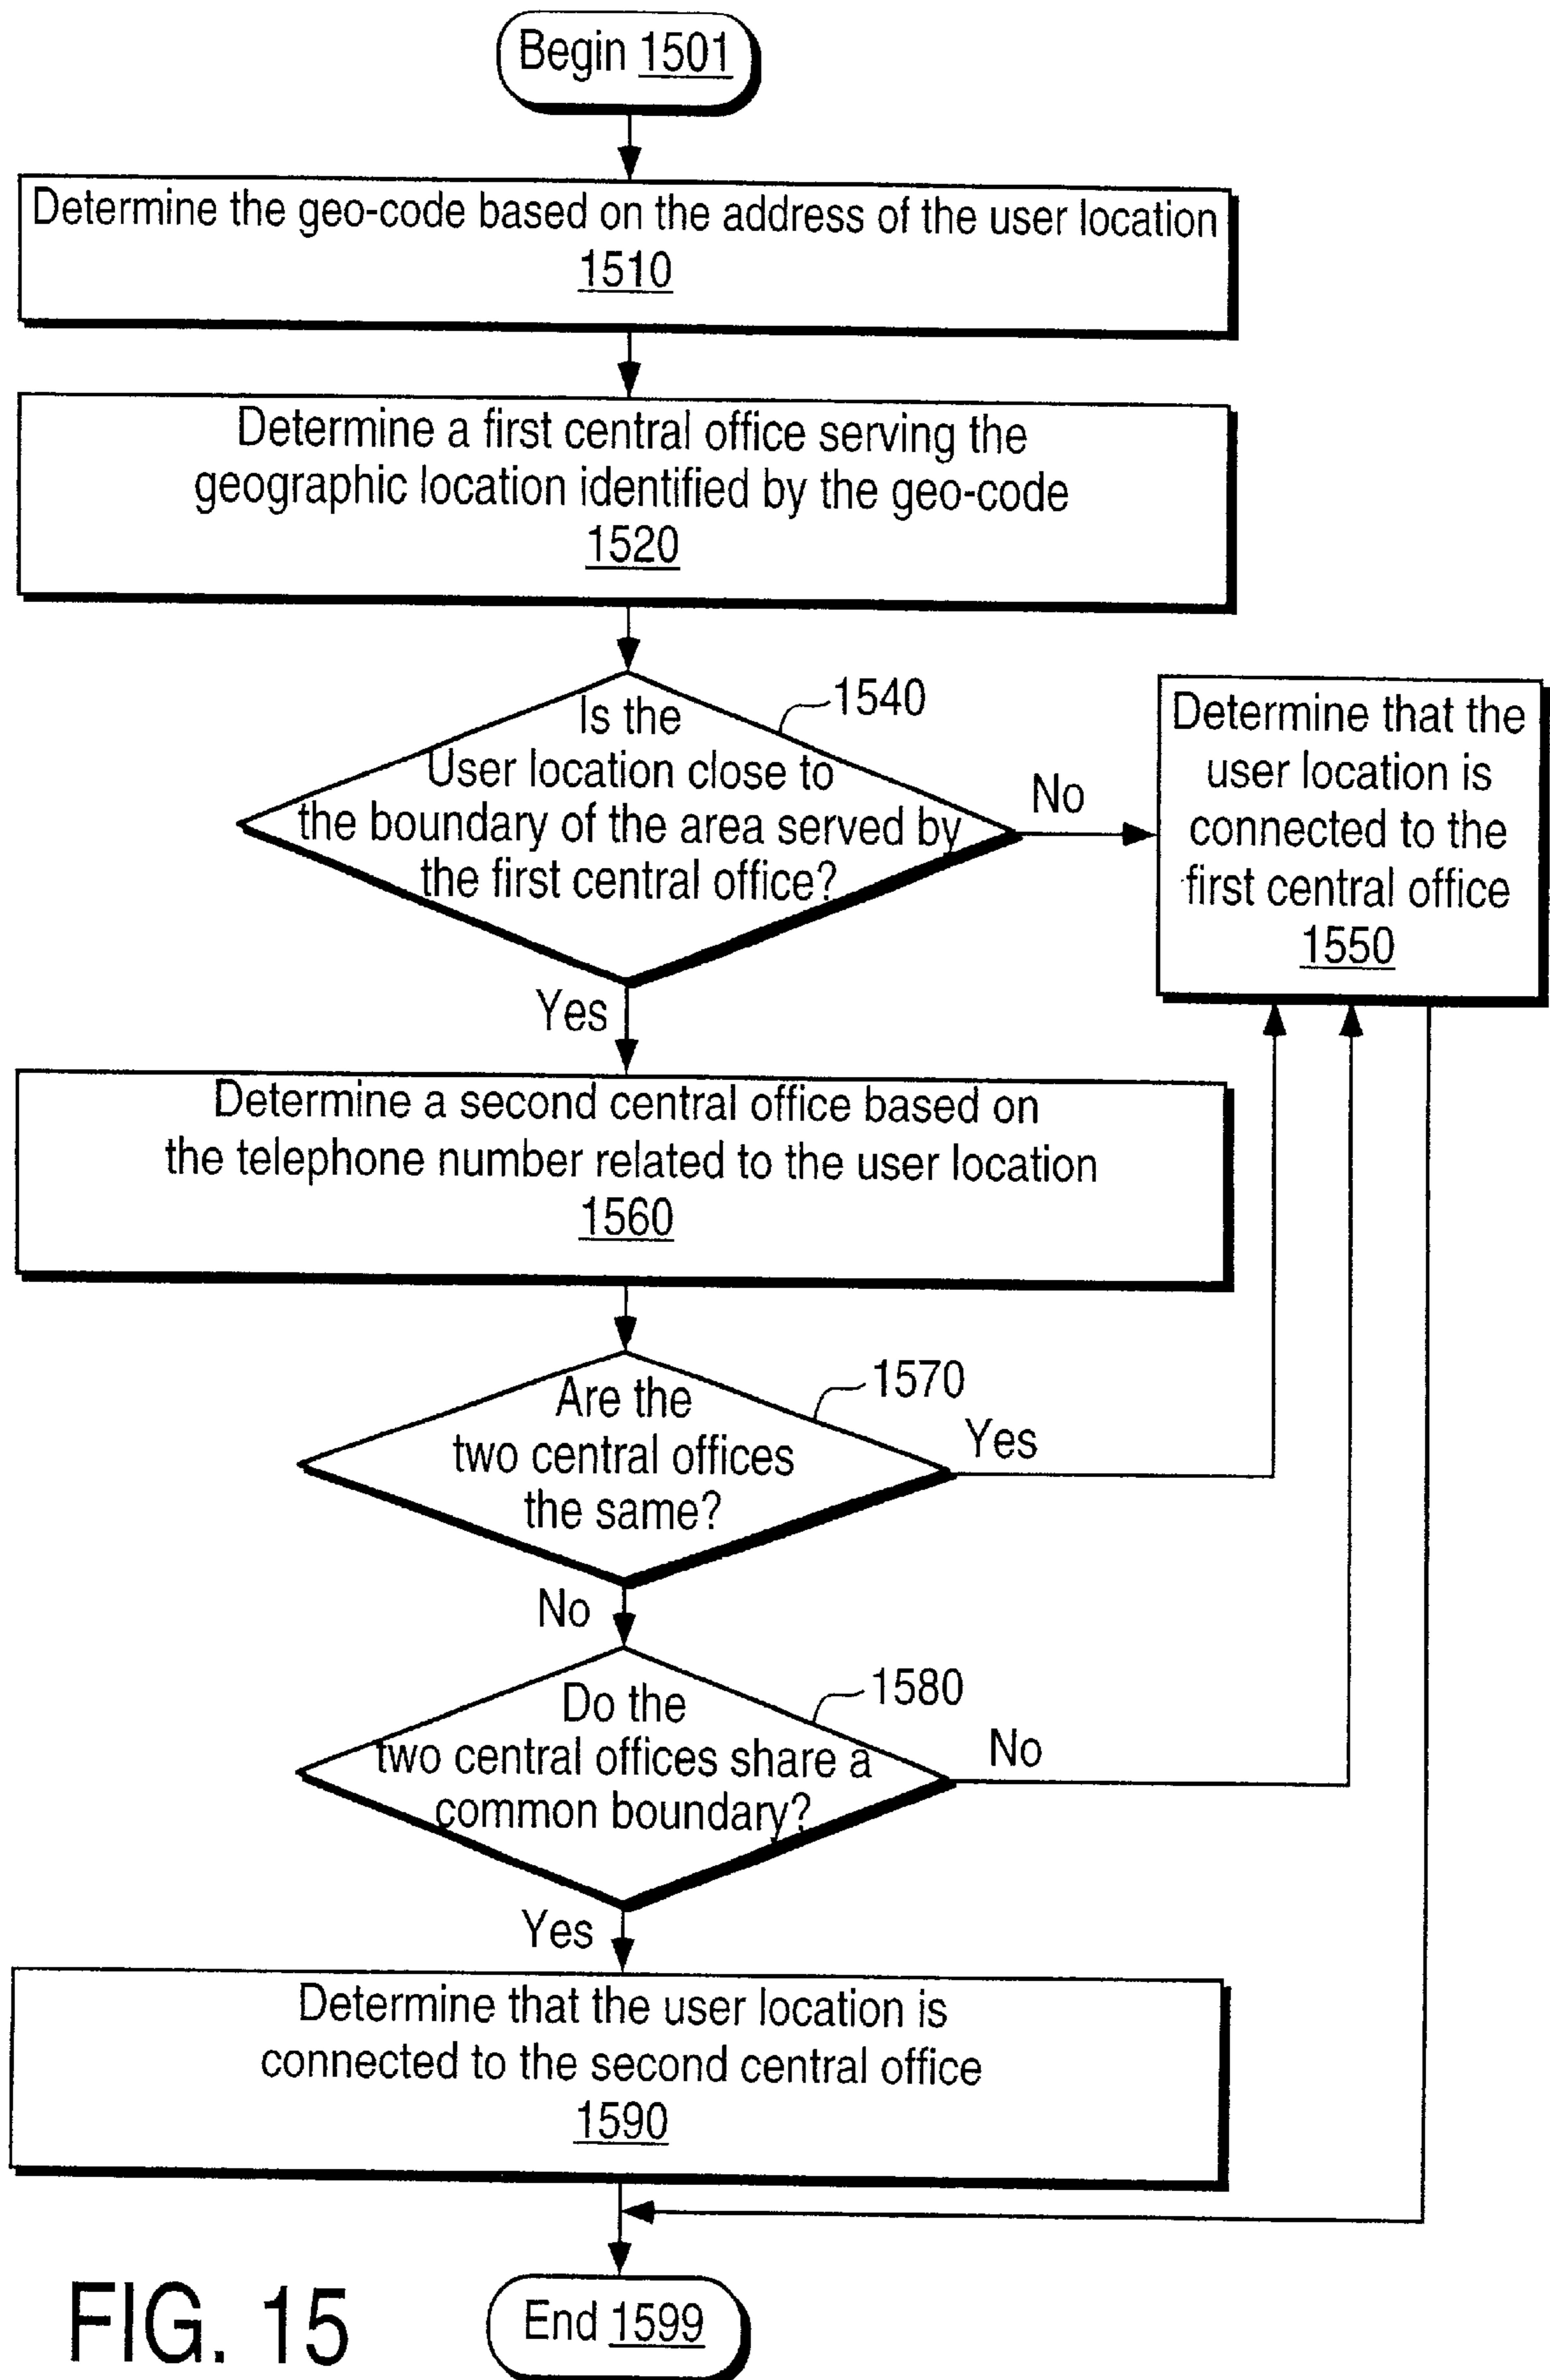 Begin 1501
Determine the geo-code based on the address of the user location
1510
Determine a first central office serving the
geographic location identified by the geo-code
1520
1540
Is the
User location close to
the boundary of the area served by
the first central office?
No
Determine that the
user location is
connected to the
first central office
1550
Yes
Determine a second central office based on
the telephone number related to the user location
1560
1570
Are the
two central offices
the same?
Yes
No
1580
Do the
two central offices share a
common boundary?
No
Yes
Determine that the user location is
connected to the second central office
1590
End 1599
FIG. 15